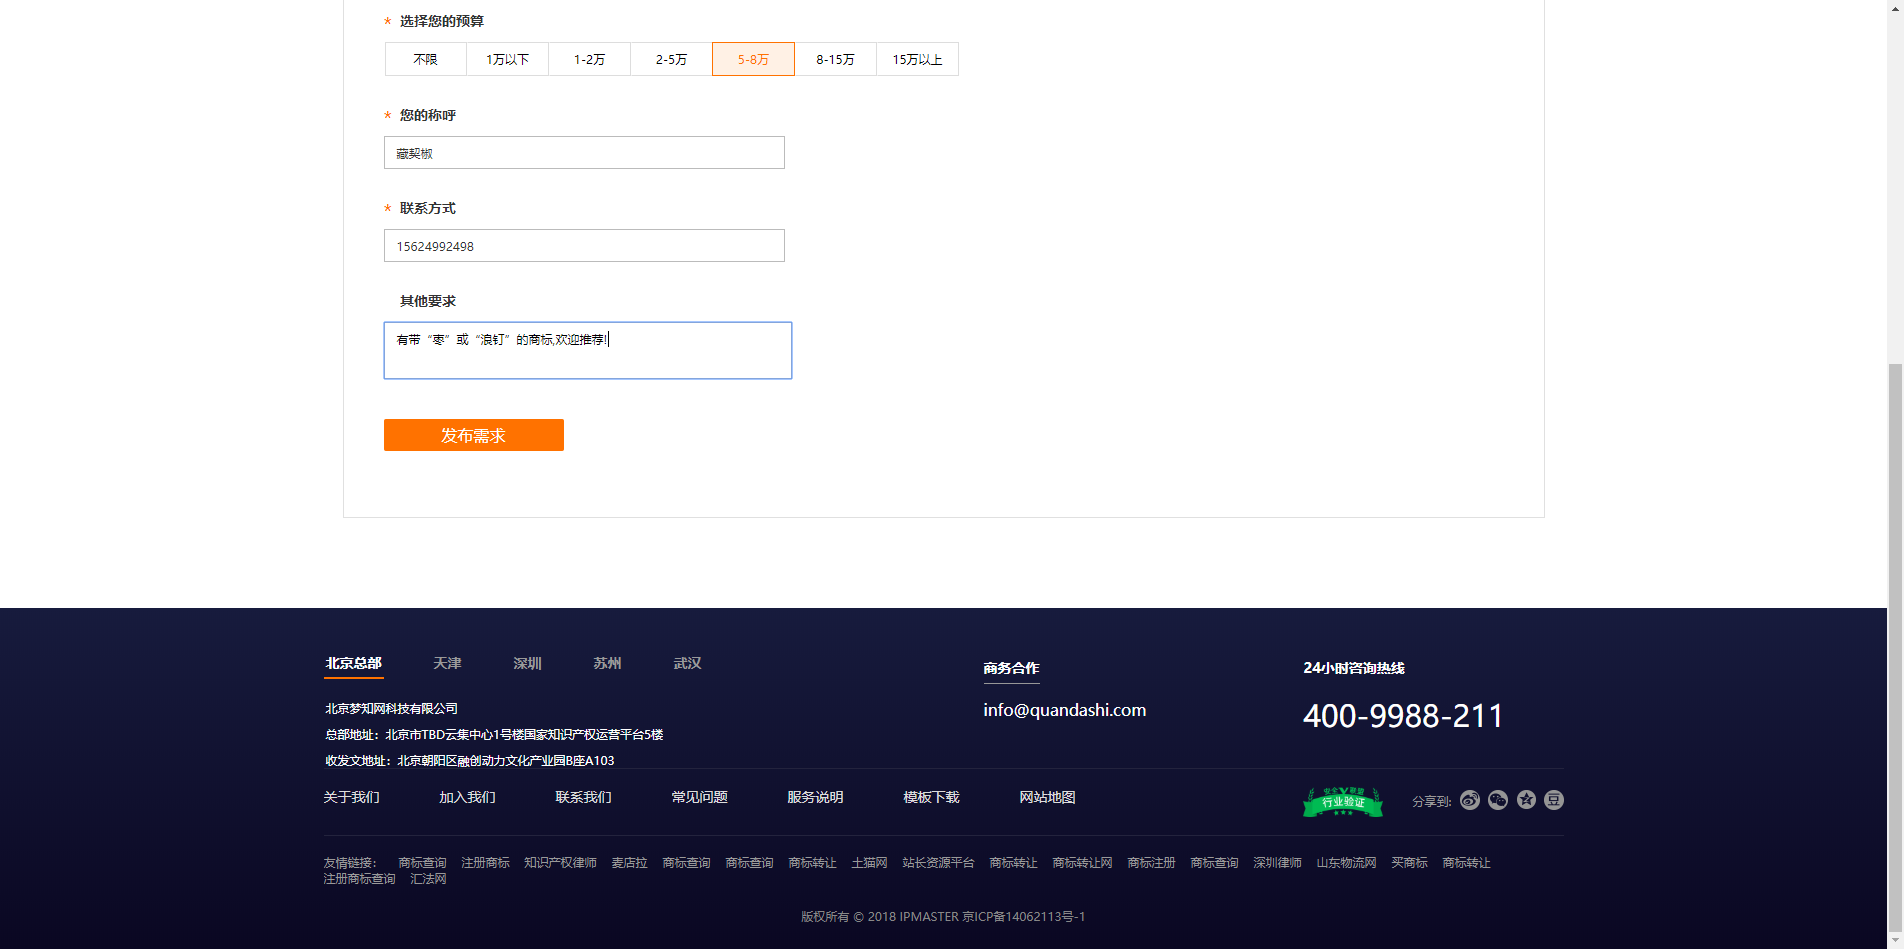 * 选择您的预算
不限 1万以下 1-2万 2-5万 5-8万 8-15万 15万以上
* 您的称呼
藏契椒
* 联系方式
15624992498
其他要求
有带“枣”或“浪钉”的商标,欢迎推荐!
发布需求
北京总部 天津 深圳 苏州 武汉
北京梦知网科技有限公司
总部地址：北京市TBD云集中心1号楼国家知识产权运营平台5楼
收发文地址：北京朝阳区融创动力文化产业园B座A103
商务合作
info@quandashi.com
24小时咨询热线
400-9988-211
关于我们 加入我们 联系我们 常见问题 服务说明 模板下载 网站地图
安全联盟
行业验证
分享到:
豆
友情链接： 商标查询 注册商标 知识产权律师 麦店拉 商标查询 商标查询 商标转让 土猫网 站长资源平台 商标转让 商标转让网 商标注册 商标查询 深圳律师 山东物流网 买商标 商标转让
注册商标查询 汇法网
版权所有 © 2018 IPMASTER 京ICP备14062113号-1